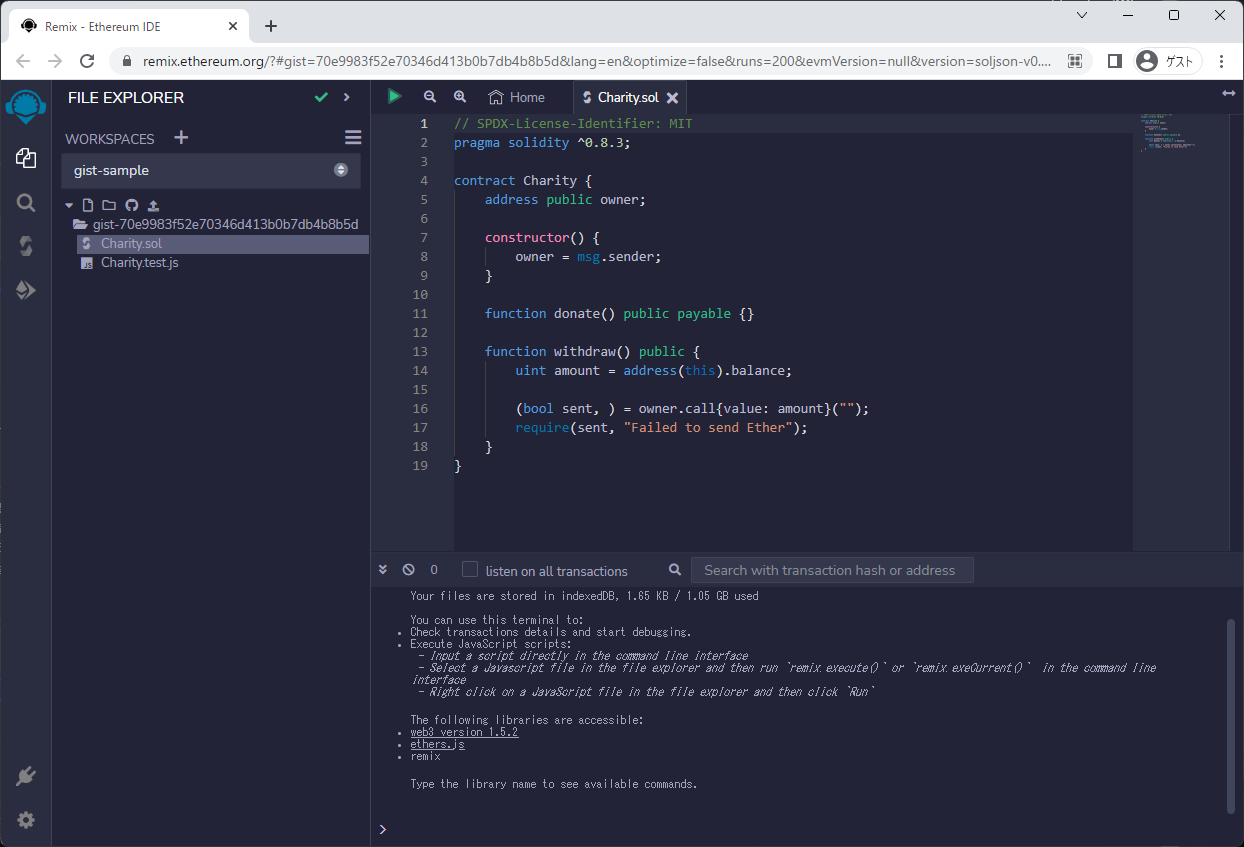 Remix - Ethereum IDE
remix.ethereum.org/?#gist=70e9983f52e70346d413b0b7db4b8b5d&lang=en&optimize=false&runs=200&evmVersion=null&version=soljson-v0....
ゲスト
FILE EXPLORER
WORKSPACES
gist-sample
gist-70e9983f52e70346d413b0b7db4b8b5d
Charity.sol
Charity.test.js
Home
Charity.sol
1 // SPDX-License-Identifier: MIT
2 pragma solidity ^0.8.3;
3
4 contract Charity {
5 address public owner;
6
7 constructor() {
8 owner = msg.sender;
9 }
10
11 function donate() public payable {}
12
13 function withdraw() public {
14 uint amount = address(this).balance;
15
16 (bool sent, ) = owner.call{value: amount}("");
17 require(sent, "Failed to send Ether");
18 }
19 }
0
listen on all transactions
Search with transaction hash or address
Your files are stored in indexedDB, 1.65 KB / 1.05 GB used
You can use this terminal to:
• Check transactions details and start debugging.
• Execute JavaScript scripts:
- Input a script directly in the command line interface
- Select a Javascript file in the file explorer and then run `remix.execute()` or `remix.exeCurrent()` in the command line
interface
- Right click on a JavaScript file in the file explorer and then click `Run`
The following libraries are accessible:
• web3 version 1.5.2
• ethers.js
• remix
Type the library name to see available commands.
>